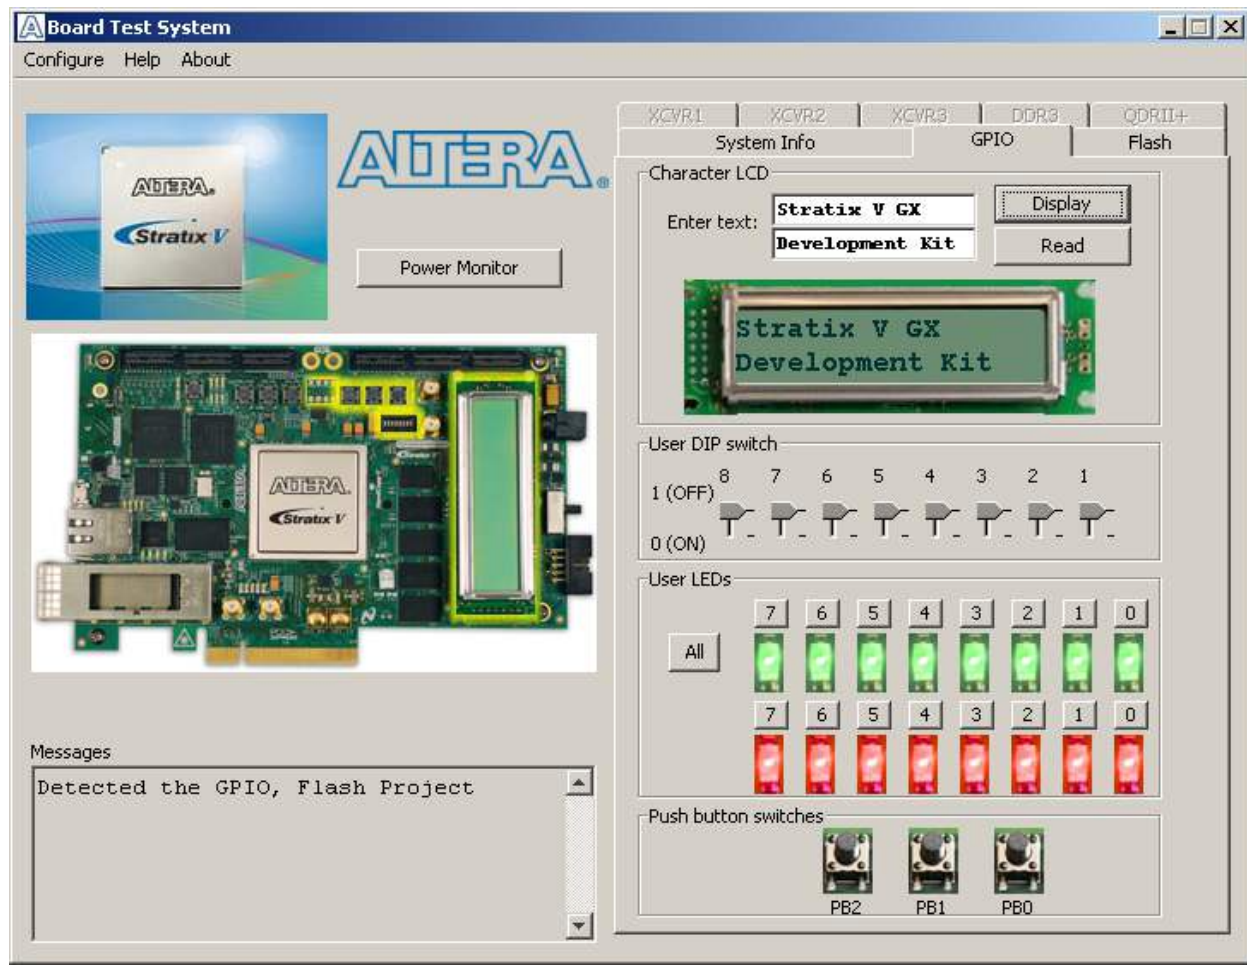 Board Test System
Configure Help About
ALTERA®
Stratix V
ALTERA®
Power Monitor
ALTERA
Stratix V
Messages
Detected the GPIO, Flash Project
XCVR1 XCVR2 XCVR3 DDR3 QDRII+
System Info GPIO Flash
Character LCD
Enter text: Stratix V GX Display
Development Kit Read
Stratix V GX
Development Kit
User DIP switch
8 7 6 5 4 3 2 1
1 (OFF)
0 (ON)
User LEDs
7 6 5 4 3 2 1 0
All
7 6 5 4 3 2 1 0
Push button switches
PB2 PB1 PB0